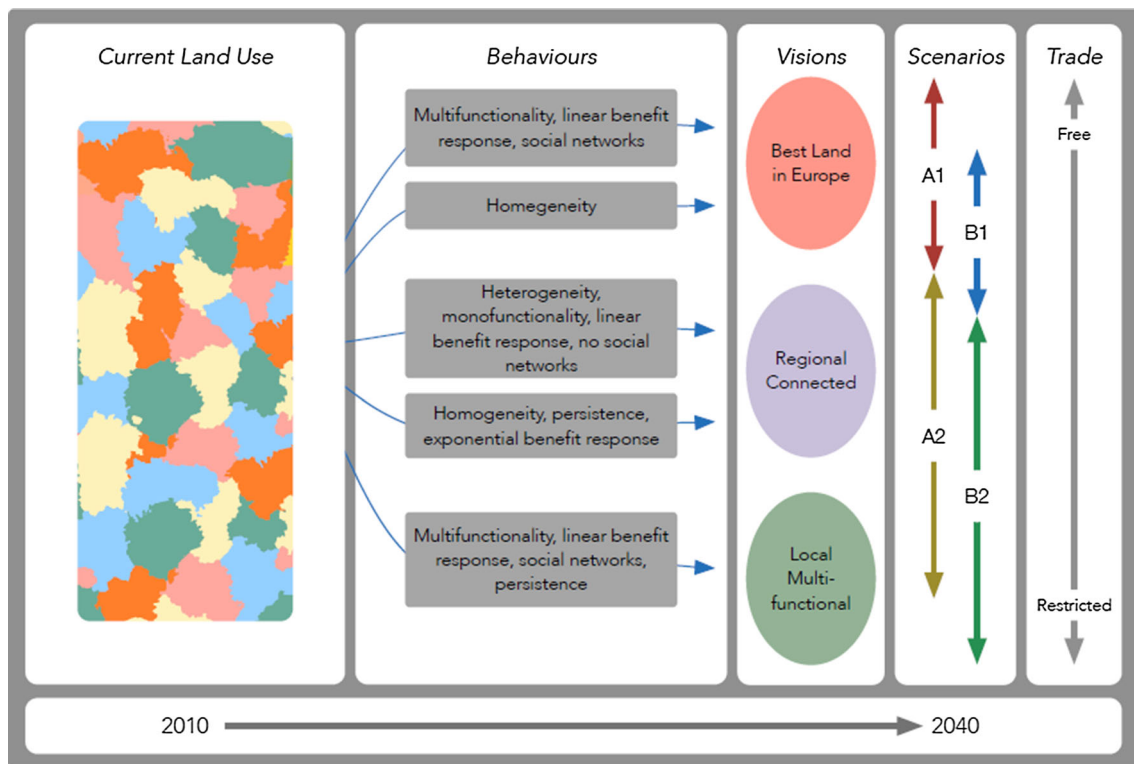 Current Land Use
Behaviours
Multifunctionality, linear benefit
response, social networks
Homegeneity
Heterogeneity,
monofunctionality, linear
benefit response, no social
networks
Homogeneity, persistence,
exponential benefit response
Multifunctionality, linear benefit
response, social networks,
persistence
Visions
Best Land
in Europe
Regional
Connected
Local
Multi-
functional
Scenarios
A1
B1
A2
B2
Trade
Free
Restricted
2010
2040